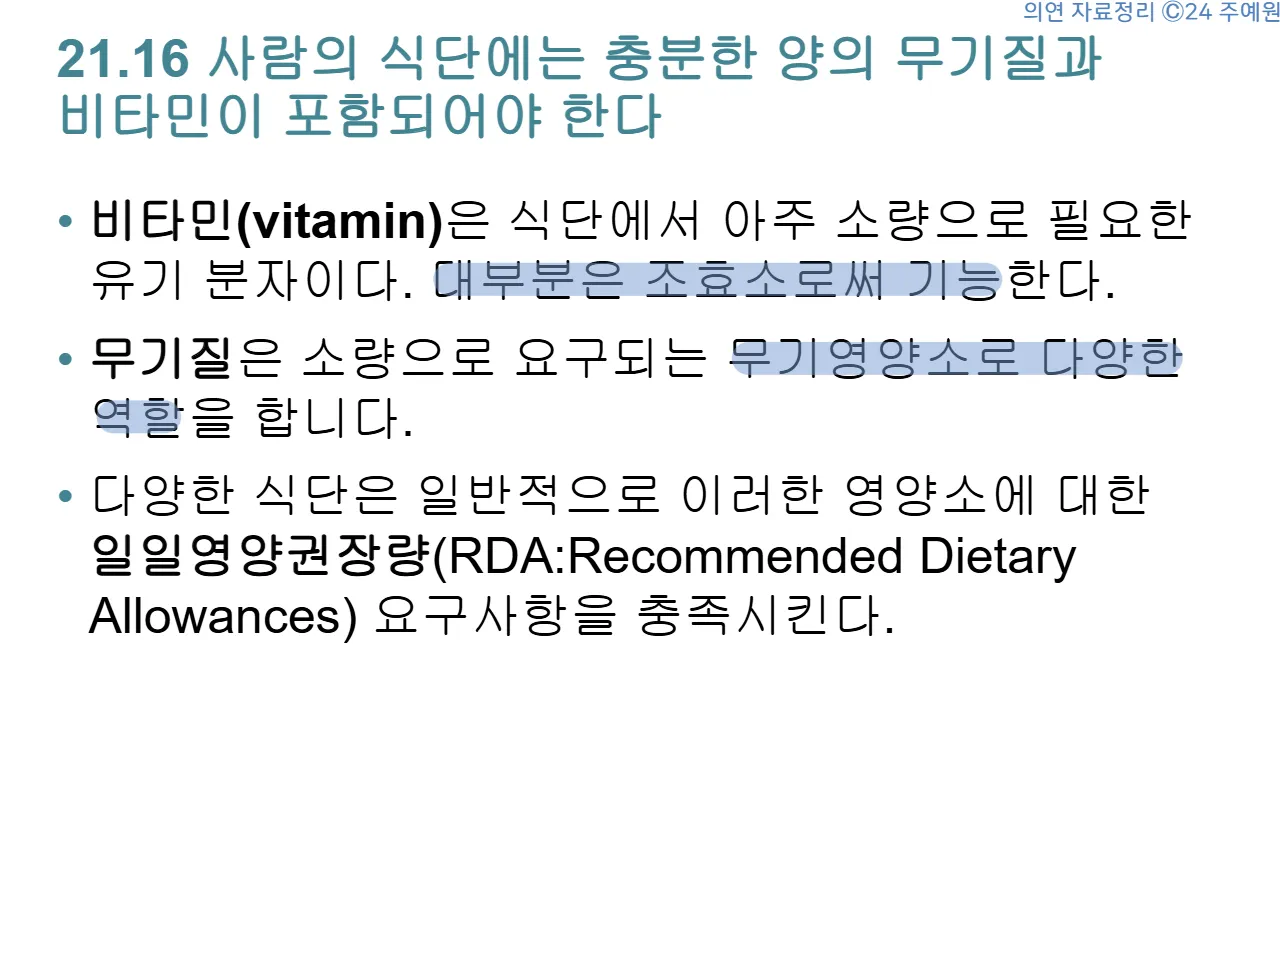 의연 자료정리 ©24 주예원
21.16 사람의 식단에는 충분한 양의 무기질과
비타민이 포함되어야 한다
• 비타민(vitamin)은 식단에서 아주 소량으로 필요한
유기 분자이다. 대부분은 조효소로써 기능한다.
• 무기질은 소량으로 요구되는 무기영양소로 다양한
역할을 합니다.
• 다양한 식단은 일반적으로 이러한 영양소에 대한
일일영양권장량(RDA:Recommended Dietary
Allowances) 요구사항을 충족시킨다.